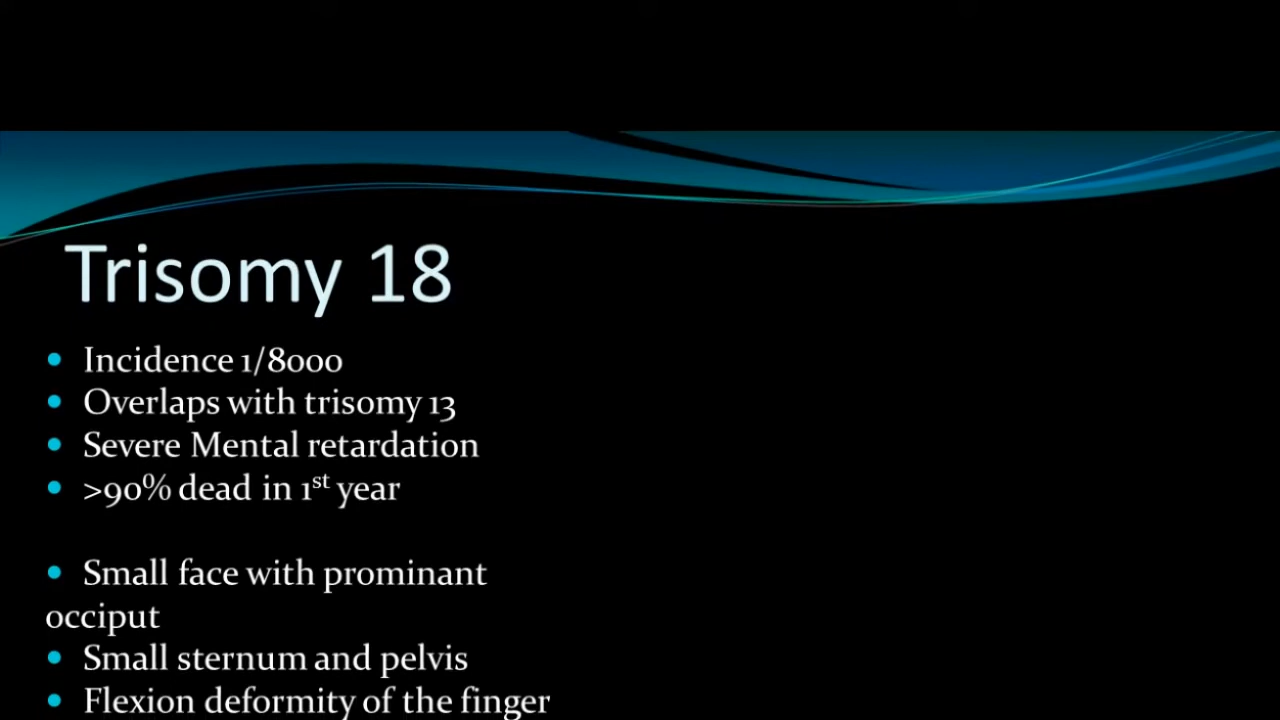 Trisomy 18
• Incidence 1/8000
• Overlaps with trisomy 13
• Severe Mental retardation
• >90% dead in 1st year
• Small face with prominant
occiput
• Small sternum and pelvis
• Flexion deformity of the finger